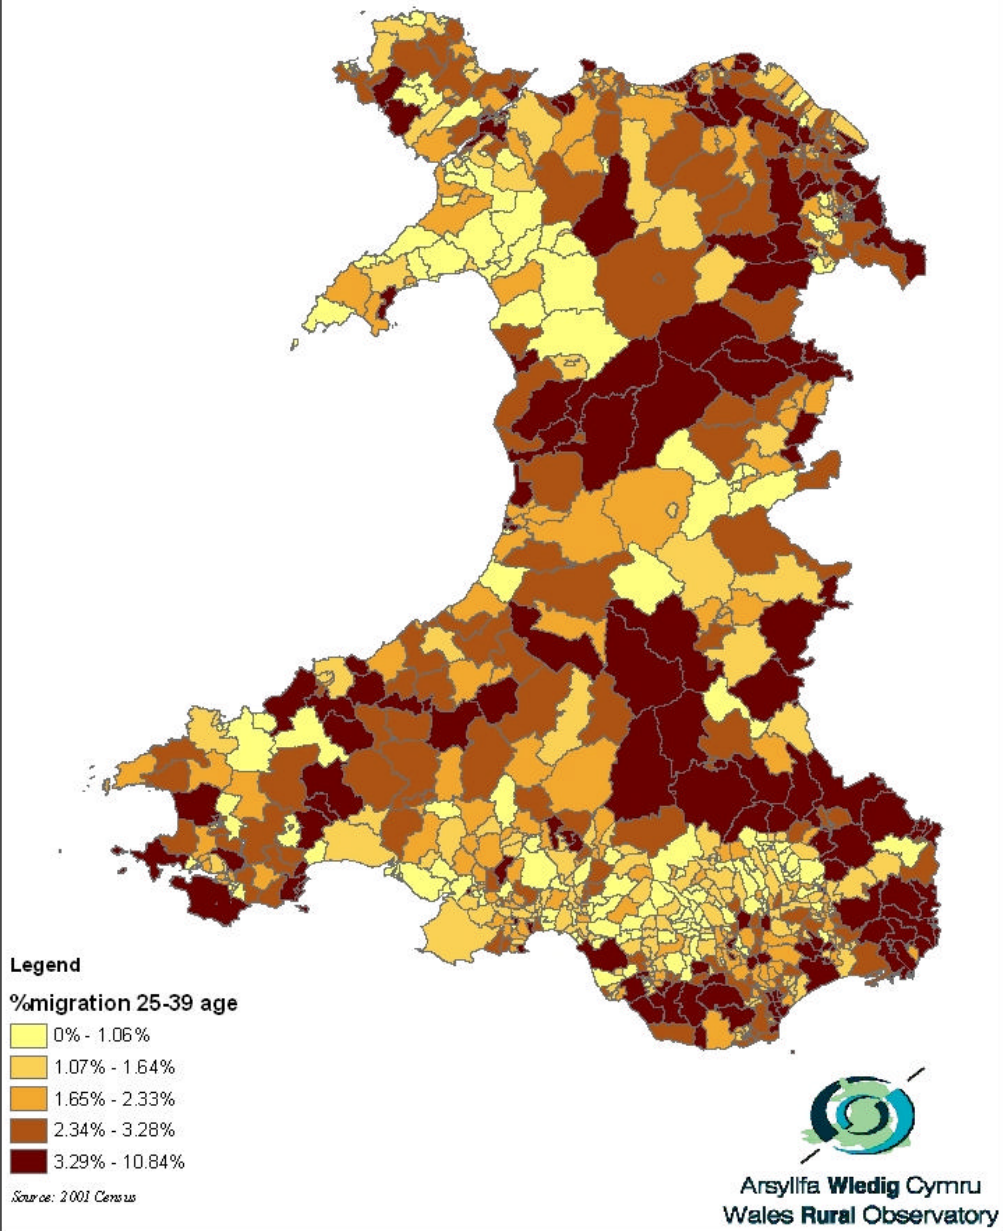 Legend
%migration 25-39 age
0% - 1.06%
1.07% - 1.64%
1.65% - 2.33%
2.34% - 3.28%
3.29% - 10.84%
Source: 2001 Census
Arsyllfa Wledig Cymru
Wales Rural Observatory